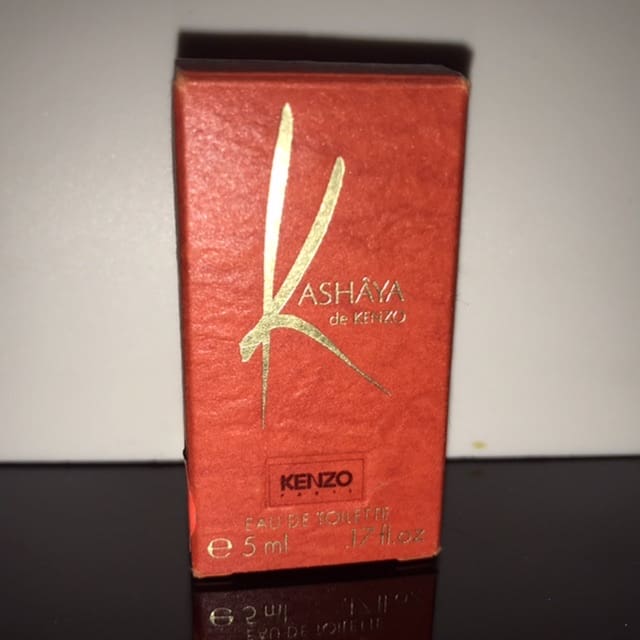 KASHÂYA
de KENZO
KENZO
PARIS
EAU DE TOILETTE
℮ 5 ml .17 fl.oz